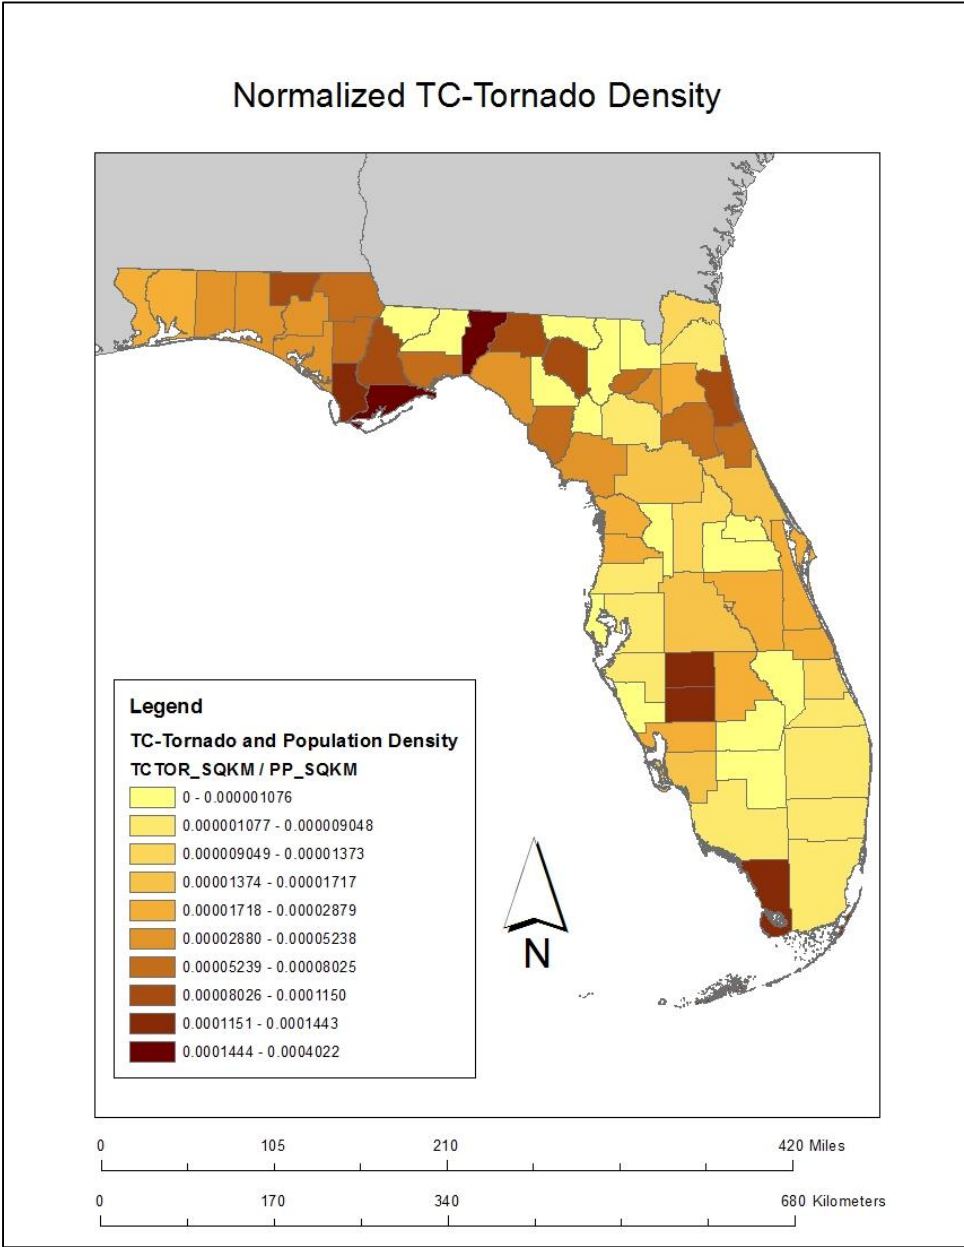 Normalized TC-Tornado Density
Legend
TC-Tornado and Population Density
TCTOR_SQKM / PP_SQKM
0 - 0.000001076
0.000001077 - 0.000009048
0.000009049 - 0.00001373
0.00001374 - 0.00001717
0.00001718 - 0.00002879
0.00002880 - 0.00005238
0.00005239 - 0.00008025
0.00008026 - 0.0001150
0.0001151 - 0.0001443
0.0001444 - 0.0004022
N
0 105 210 420 Miles
0 170 340 680 Kilometers